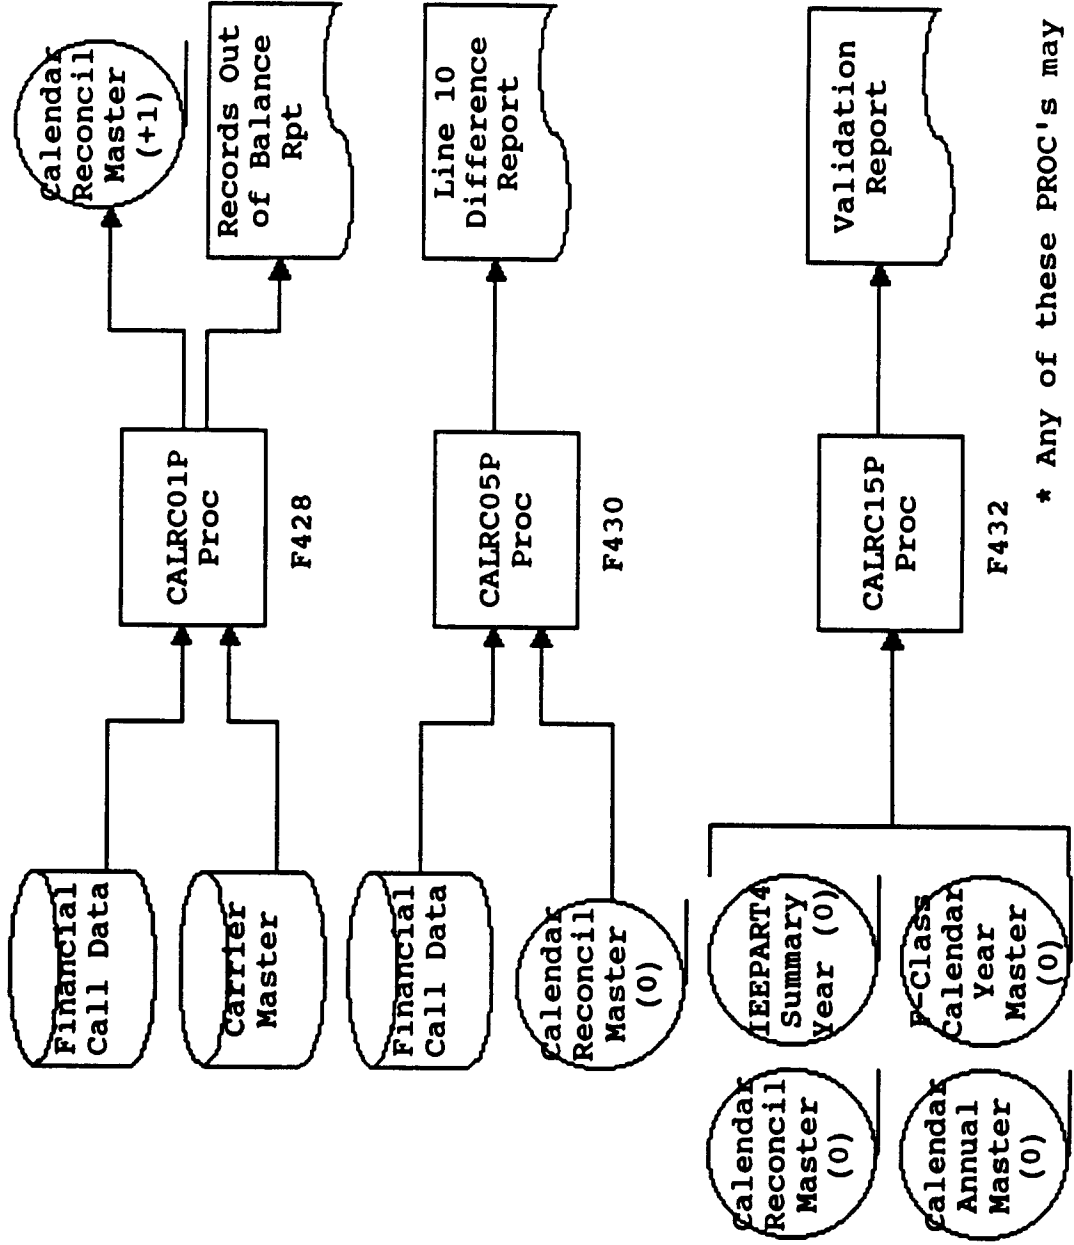 Financial
Call Data
Carrier
Master
CALRC01P
Proc
F428
Calendar
Reconcil
Master
(+1)
Records Out
of Balance
Rpt
Financial
Call Data
Calendar
Reconcil
Master
(0)
CALRC05P
Proc
F430
Line 10
Difference
Report
Calendar
Reconcil
Master
(0)
IEEPART4
Summary
Year (0)
Calendar
Annual
Master
(0)
F-Class
Calendar
Year
Master
(0)
CALRC15P
Proc
F432
Validation
Report
* Any of these PROC's may